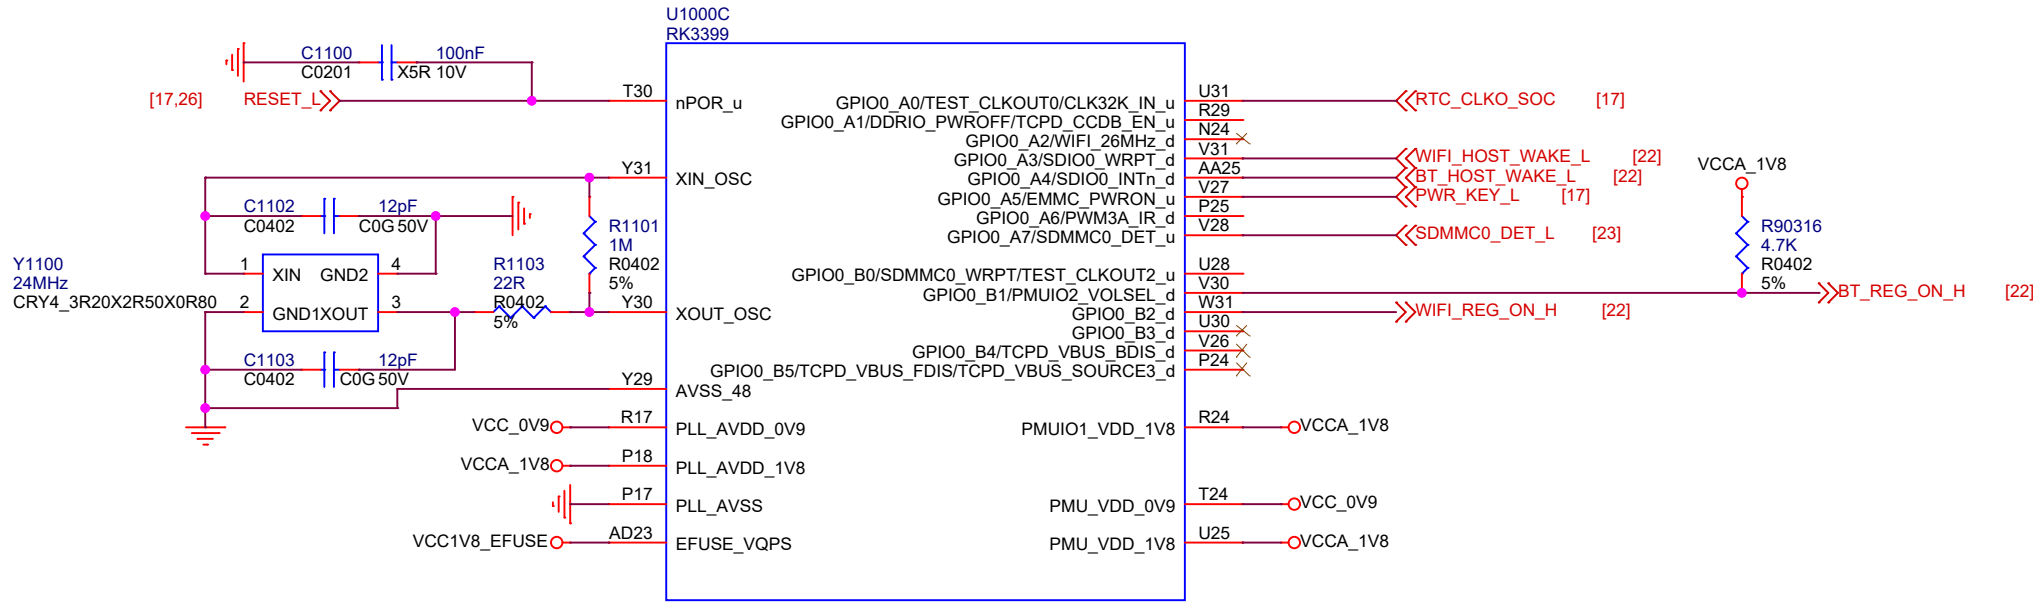 U1000C
RK3399
C1100 100nF
C0201 X5R 10V
[17,26] RESET_L
T30 nPOR_u
Y31 XIN_OSC
C1102 12pF
C0402 C0G 50V
R1101
1M
R0402
5%
Y1100
24MHz
CRY4_3R20X2R50X0R80
1 XIN GND2 4
2 GND1 XOUT 3
R1103
22R
R0402
5%
Y30 XOUT_OSC
C1103 12pF
C0402 C0G 50V
Y29 AVSS_48
VCC_0V9 R17 PLL_AVDD_0V9
VCCA_1V8 P18 PLL_AVDD_1V8
P17 PLL_AVSS
VCC1V8_EFUSE AD23 EFUSE_VQPS
GPIO0_A0/TEST_CLKOUT0/CLK32K_IN_u U31 RTC_CLKO_SOC [17]
GPIO0_A1/DDRIO_PWROFF/TCPD_CCDB_EN_u R29
GPIO0_A2/WIFI_26MHz_d N24
GPIO0_A3/SDIO0_WRPT_d V31 WIFI_HOST_WAKE_L [22]
GPIO0_A4/SDIO0_INTn_d AA25 BT_HOST_WAKE_L [22]
GPIO0_A5/EMMC_PWRON_u V27 PWR_KEY_L [17]
GPIO0_A6/PWM3A_IR_d P25
GPIO0_A7/SDMMC0_DET_u V28 SDMMC0_DET_L [23]
GPIO0_B0/SDMMC0_WRPT/TEST_CLKOUT2_u U28
GPIO0_B1/PMUIO2_VOLSEL_d V30 BT_REG_ON_H [22]
GPIO0_B2_d W31 WIFI_REG_ON_H [22]
GPIO0_B3_d U30
GPIO0_B4/TCPD_VBUS_BDIS_d V26
GPIO0_B5/TCPD_VBUS_FDIS/TCPD_VBUS_SOURCE3_d P24
PMUIO1_VDD_1V8 R24 VCCA_1V8
PMU_VDD_0V9 T24 VCC_0V9
PMU_VDD_1V8 U25 VCCA_1V8
VCCA_1V8
R90316
4.7K
R0402
5%